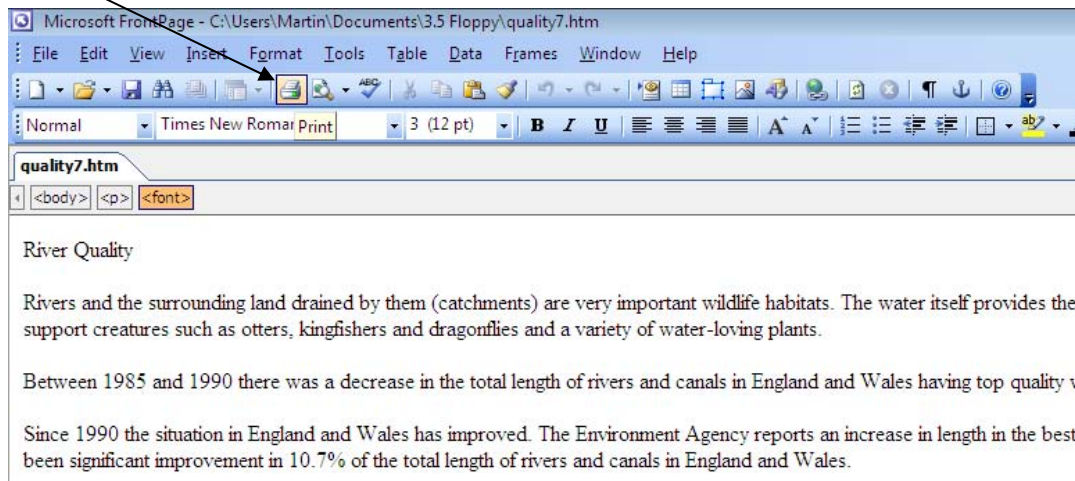 Microsoft FrontPage - C:\Users\Martin\Documents\3.5 Floppy\quality7.htm
File Edit View Insert Format Tools Table Data Frames Window Help
Normal Times New Roman Print 3 (12 pt) B I U A A ab
quality7.htm
<body> <p> <font>
River Quality
Rivers and the surrounding land drained by them (catchments) are very important wildlife habitats. The water itself provides the
support creatures such as otters, kingfishers and dragonflies and a variety of water-loving plants.
Between 1985 and 1990 there was a decrease in the total length of rivers and canals in England and Wales having top quality
Since 1990 the situation in England and Wales has improved. The Environment Agency reports an increase in length in the best
been significant improvement in 10.7% of the total length of rivers and canals in England and Wales.